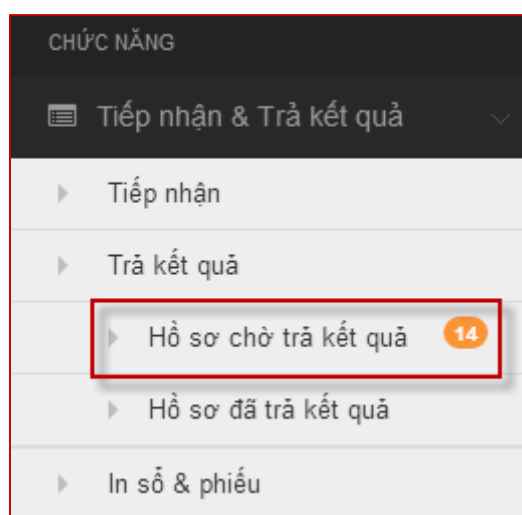 CHỨC NĂNG
Tiếp nhận & Trả kết quả
Tiếp nhận
Trả kết quả
Hồ sơ chờ trả kết quả 14
Hồ sơ đã trả kết quả
In sổ & phiếu